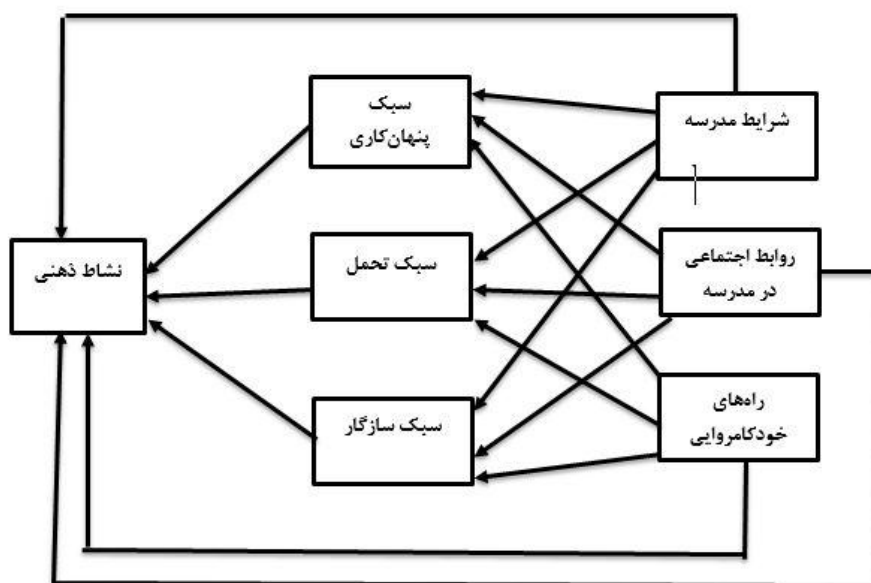 شرایط مدرسه
روابط اجتماعی
در مدرسه
راه‌های
خودکامروایی
سبک
پنهان‌کاری
سبک تحمل
سبک سازگار
نشاط ذهنی